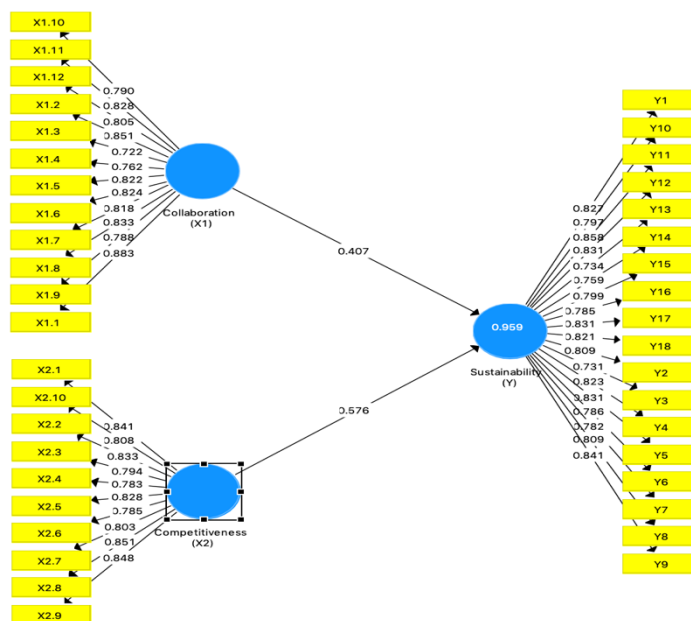 X1.10
X1.11
X1.12
X1.2
X1.3
X1.4
X1.5
X1.6
X1.7
X1.8
X1.9
X1.1
0.790
0.828
0.805
0.851
0.722
0.762
0.822
0.824
0.818
0.833
0.788
0.883
Collaboration
(X1)
0.407
X2.1
X2.10
X2.2
X2.3
X2.4
X2.5
X2.6
X2.7
X2.8
X2.9
0.841
0.808
0.833
0.794
0.783
0.828
0.785
0.803
0.851
0.848
Competitiveness
(X2)
0.576
0.959
Sustainability
(Y)
0.827
0.797
0.858
0.831
0.734
0.759
0.799
0.785
0.831
0.821
0.809
0.731
0.823
0.831
0.786
0.782
0.809
0.841
Y1
Y10
Y11
Y12
Y13
Y14
Y15
Y16
Y17
Y18
Y2
Y3
Y4
Y5
Y6
Y7
Y8
Y9